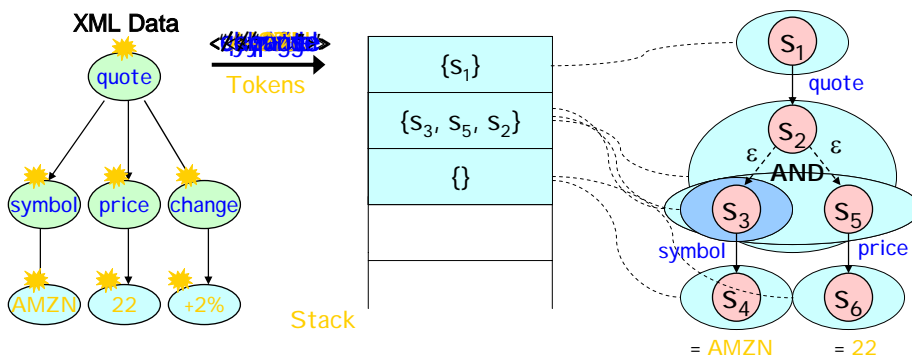 XML Data
quote
symbol
price
change
AMZN
22
+2%
Tokens
{s1}
{s3, s5, s2}
{}
Stack
s1
quote
s2
ε
ε
AND
s3
s5
symbol
price
s4
s6
= AMZN
= 22